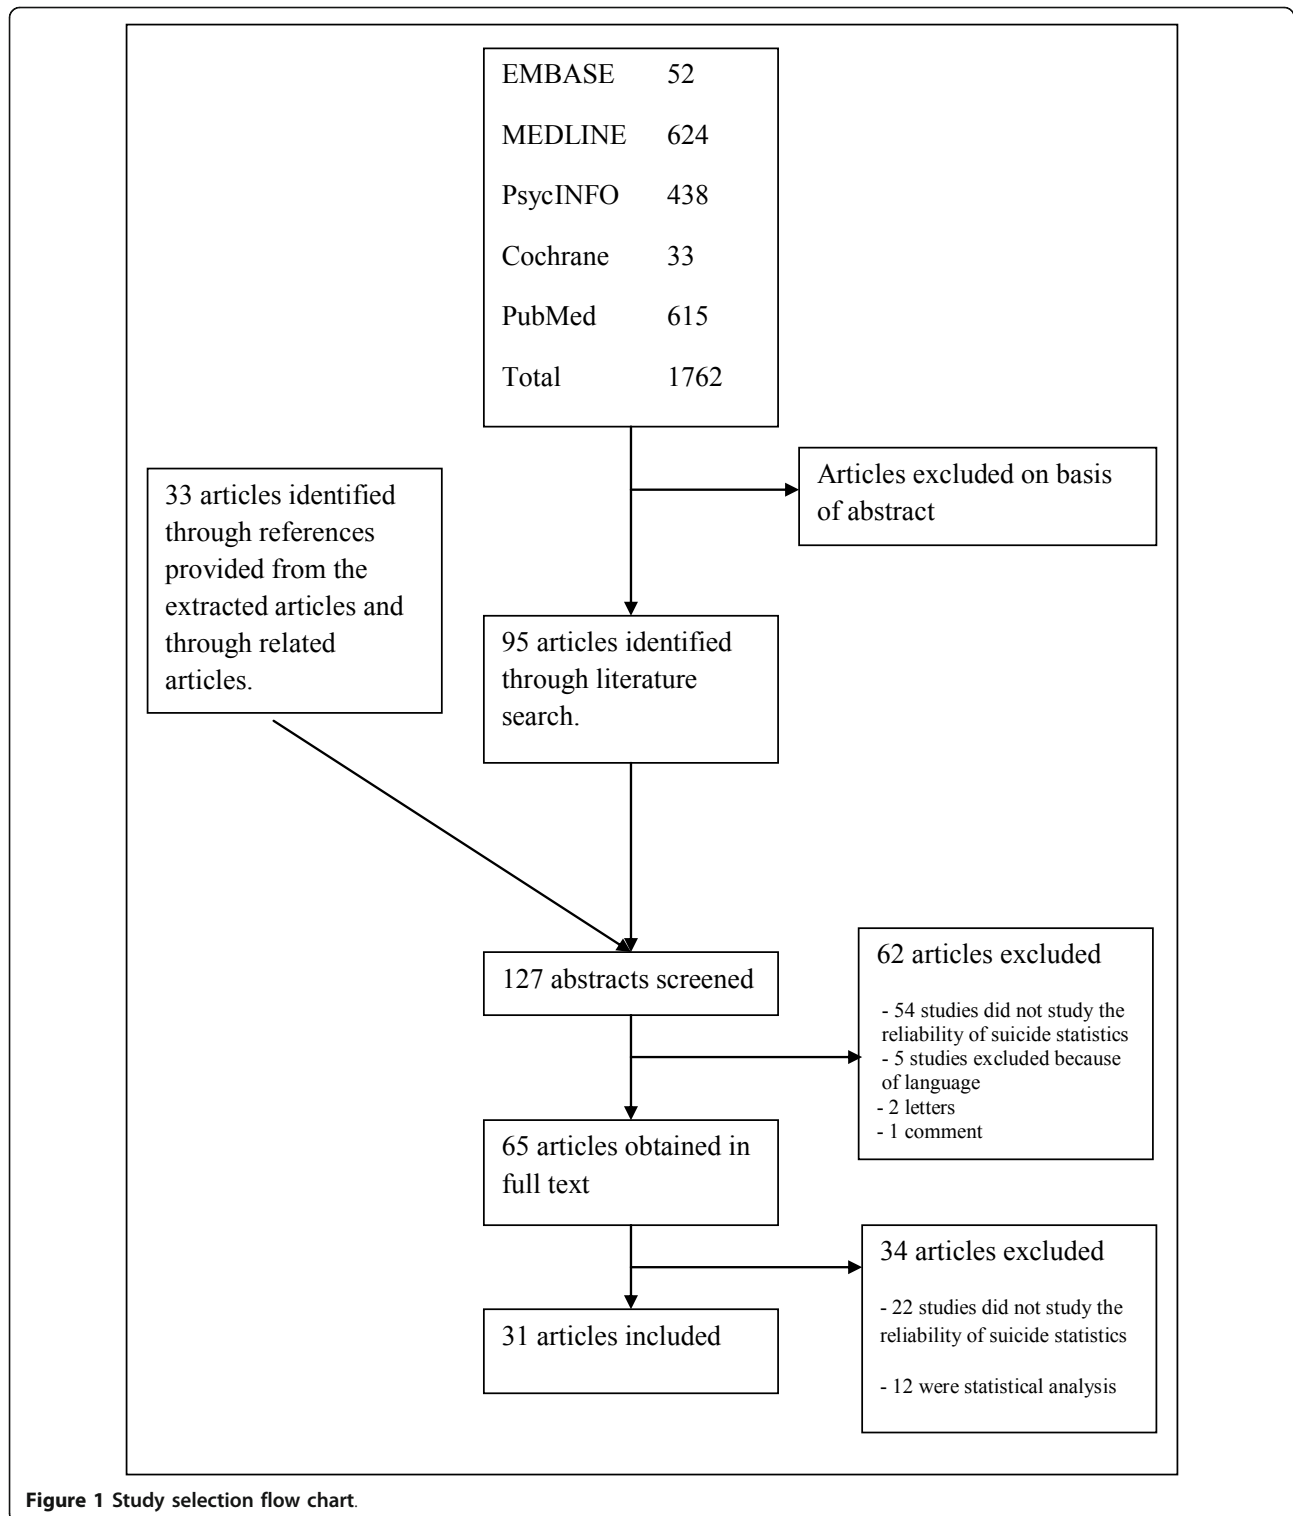 EMBASE 52
MEDLINE 624
PsycINFO 438
Cochrane 33
PubMed 615
Total 1762
Articles excluded on basis
of abstract
33 articles identified
through references
provided from the
extracted articles and
through related
articles.
95 articles identified
through literature
search.
127 abstracts screened
62 articles excluded
- 54 studies did not study the
reliability of suicide statistics
- 5 studies excluded because
of language
- 2 letters
- 1 comment
65 articles obtained in
full text
34 articles excluded
- 22 studies did not study the
reliability of suicide statistics
- 12 were statistical analysis
31 articles included
Figure 1 Study selection flow chart.